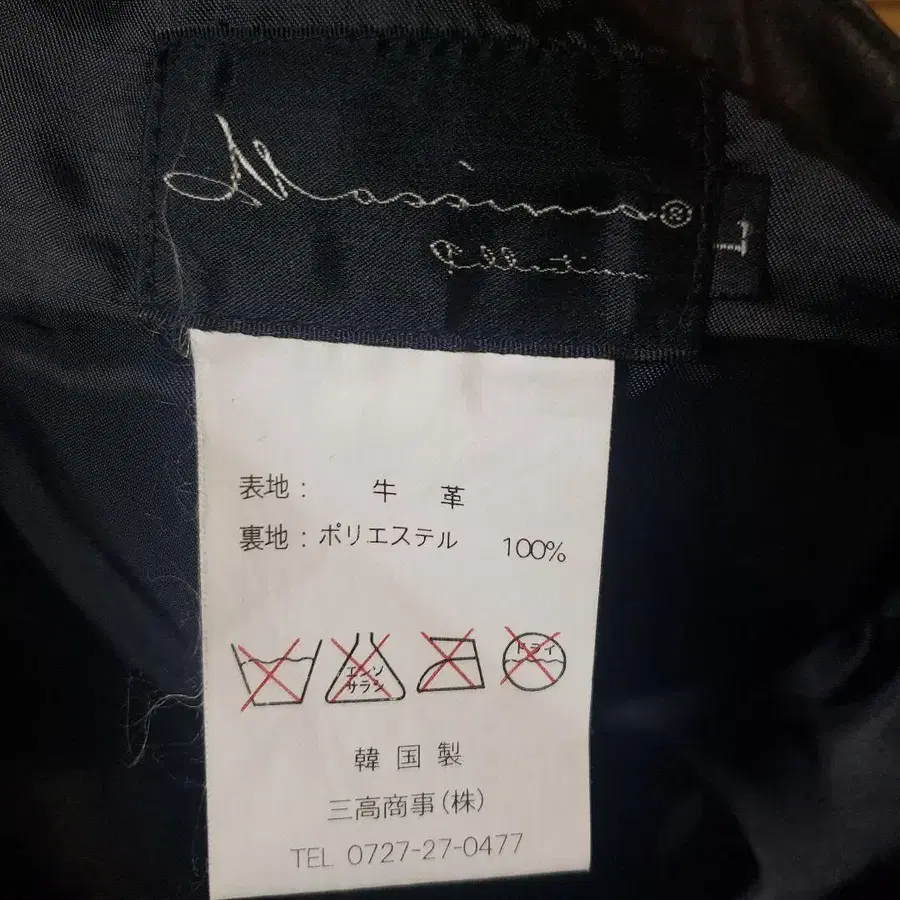 Massimo®
Collection
L
表地： 牛 革
裏地：ポリエステル 100%
エンソ
サラシ
ドライ
韓 国 製
三高商事(株)
TEL 0727-27-0477